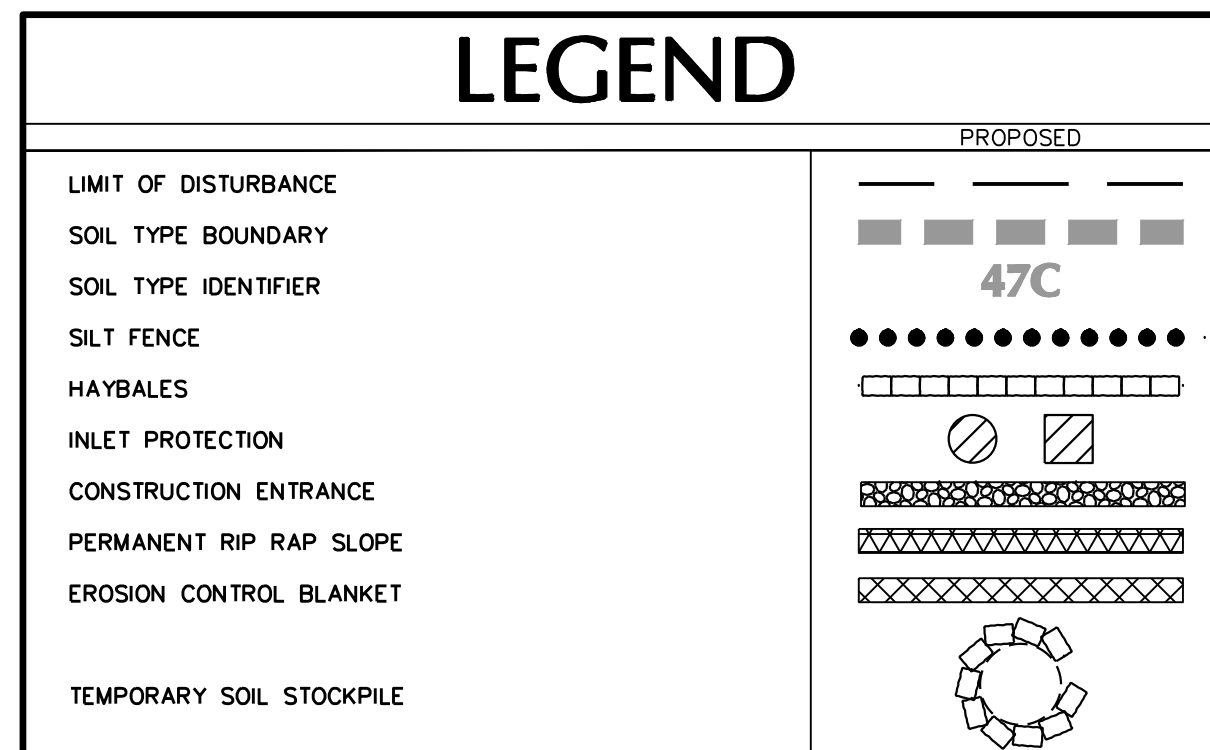 LEGEND
PROPOSED
LIMIT OF DISTURBANCE
SOIL TYPE BOUNDARY
SOIL TYPE IDENTIFIER 47C
SILT FENCE
HAYBALES
INLET PROTECTION
CONSTRUCTION ENTRANCE
PERMANENT RIP RAP SLOPE
EROSION CONTROL BLANKET
TEMPORARY SOIL STOCKPILE